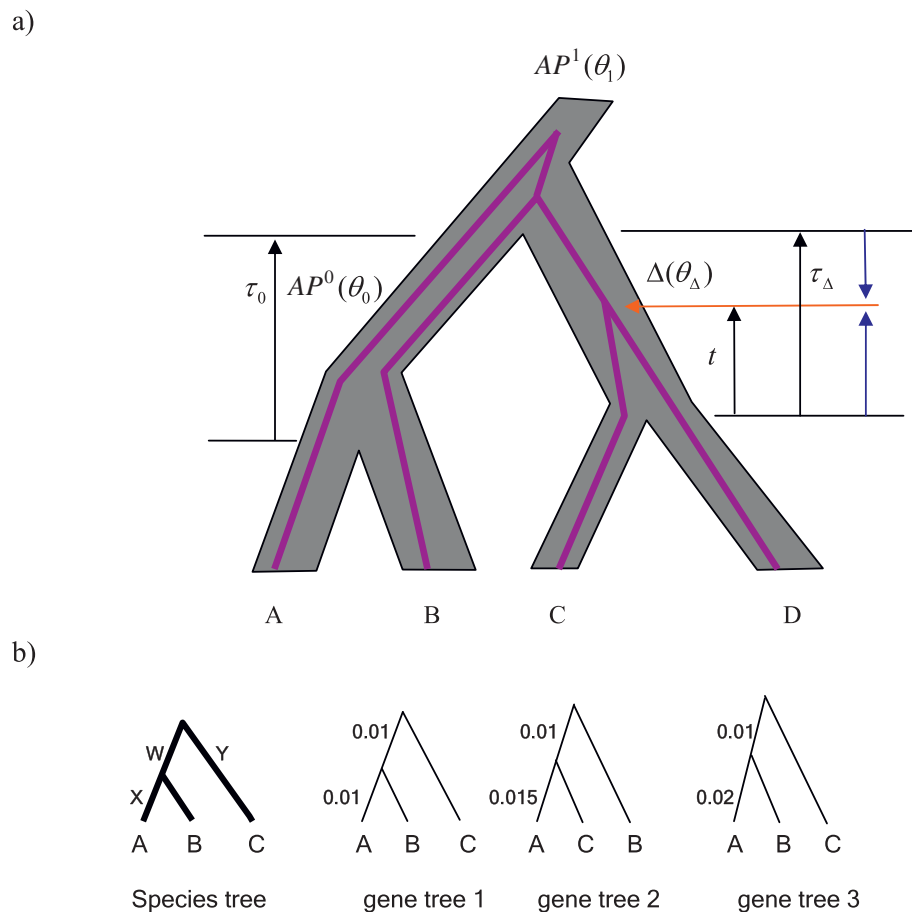 a)
AP¹(θ₁)
τ₀ AP⁰(θ₀)
Δ(θ_Δ) τ_Δ
t
A B C D
b)
W Y
X
A B C
Species tree
0.01
0.01
A B C
gene tree 1
0.01
0.015
A C B
gene tree 2
0.01
0.02
A B C
gene tree 3